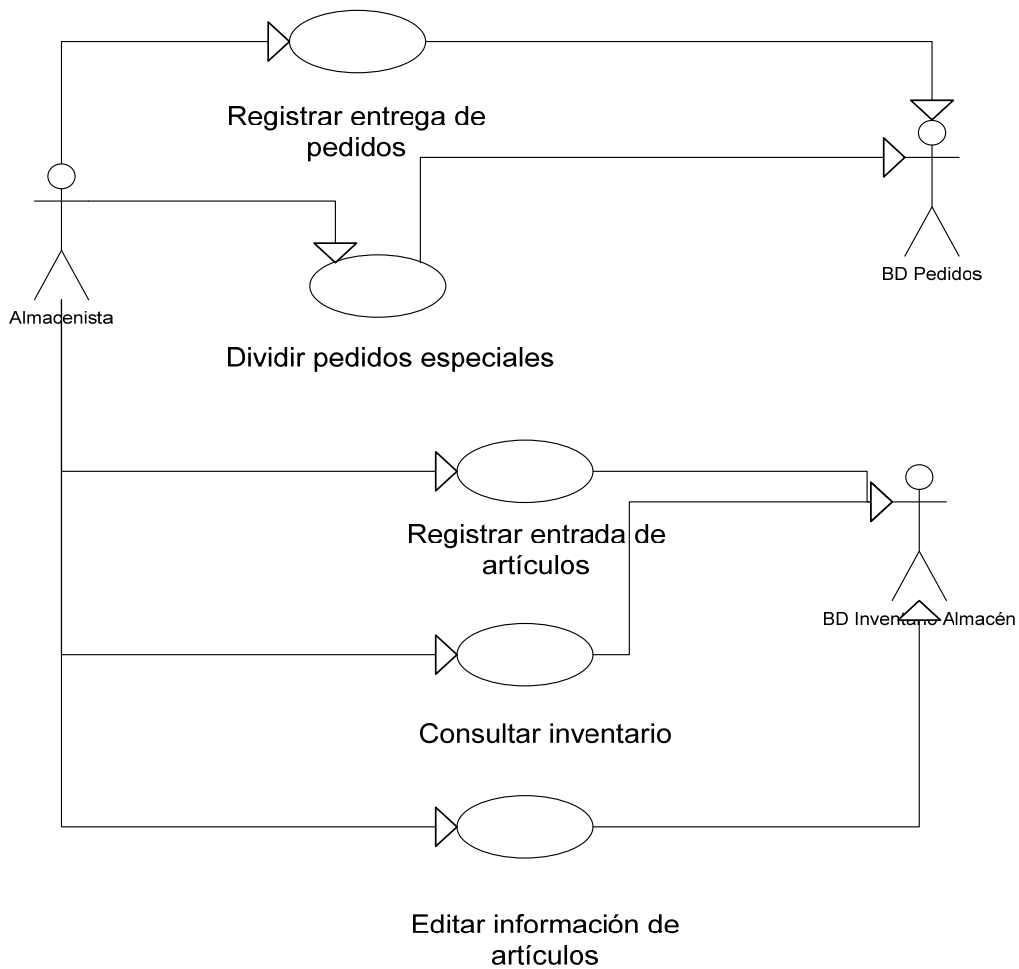 Registrar entrega de
pedidos
BD Pedidos
Almacenista
Dividir pedidos especiales
Registrar entrada de
artículos
BD Inventario Almacén
Consultar inventario
Editar información de
artículos